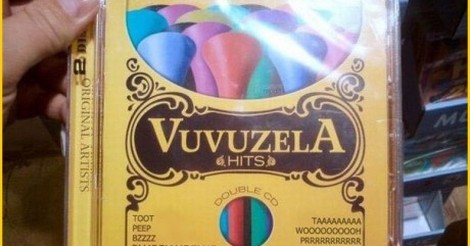 ORIGINAL ARTISTS
VUVUZELA
HITS
DOUBLE CD
TOOT
PEEP
BZZZZ
TAAAAAAAA
WOOOOOOOOOH
PRRRRRRRRRRR